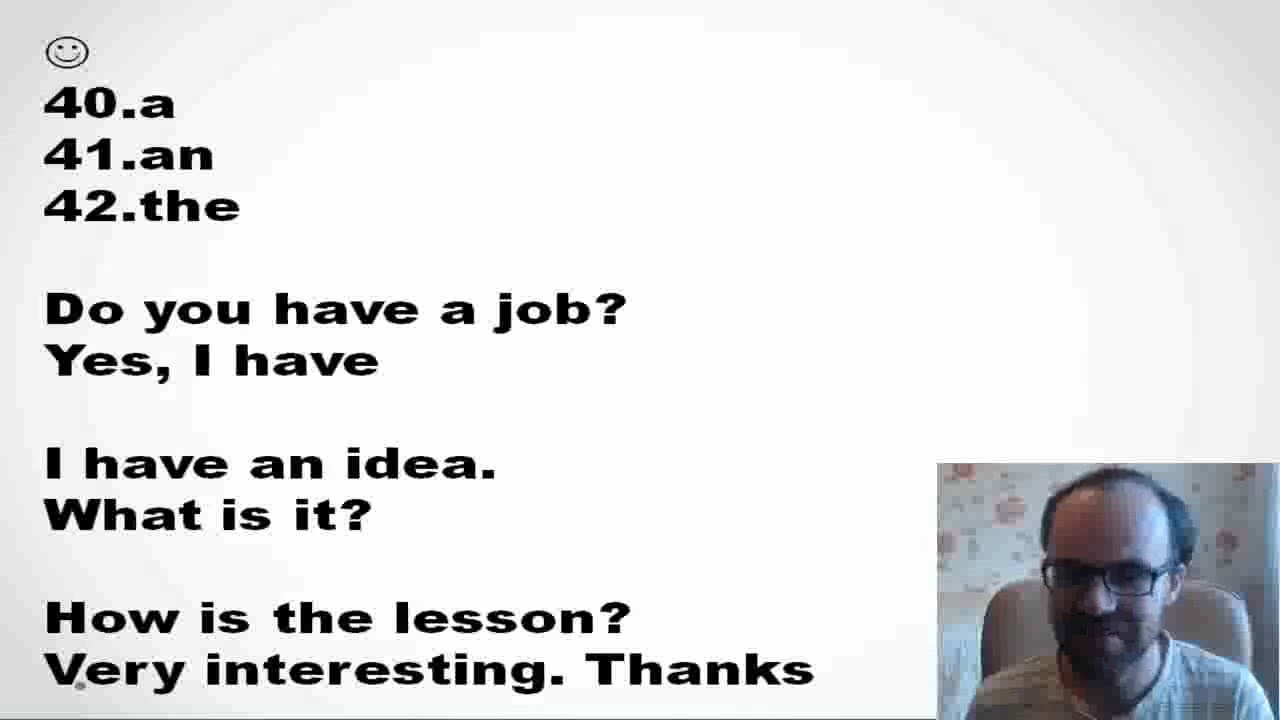 ☺
40.a
41.an
42.the
Do you have a job?
Yes, I have
I have an idea.
What is it?
How is the lesson?
Very interesting. Thanks